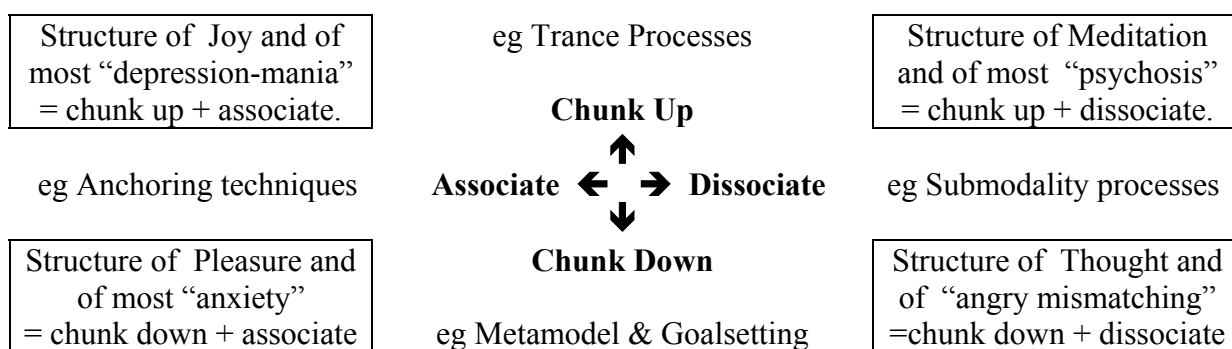 Structure of Joy and of
most “depression-mania”
= chunk up + associate.
eg Trance Processes
Chunk Up
Structure of Meditation
and of most “psychosis”
= chunk up + dissociate.
eg Anchoring techniques
Associate ← → Dissociate
eg Submodality processes
Structure of Pleasure and
of most “anxiety”
= chunk down + associate
Chunk Down
eg Metamodel & Goalsetting
Structure of Thought and
of “angry mismatching”
=chunk down + dissociate